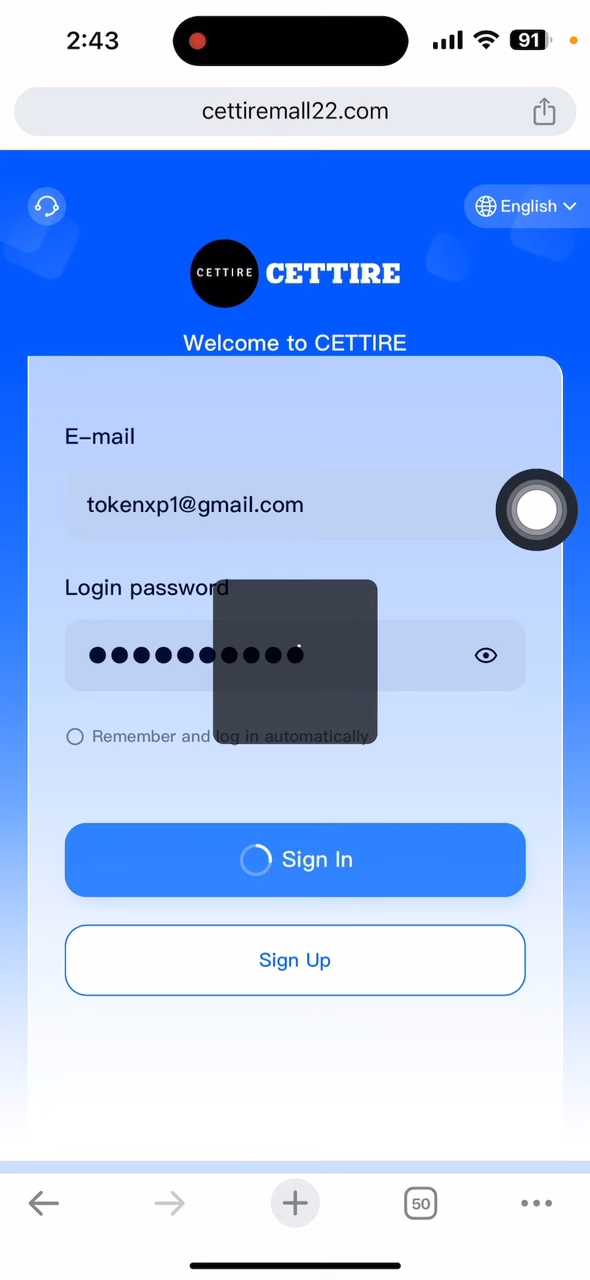 2:43
91
cettiremall22.com
English
CETTIRE
CETTIRE
Welcome to CETTIRE
E-mail
tokenxp1@gmail.com
Login password
Remember and log in automatically
Sign In
Sign Up
50